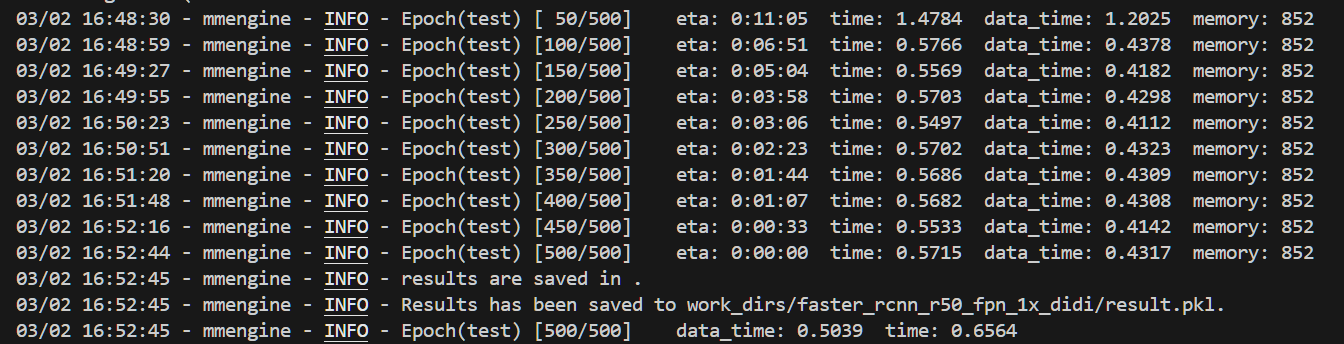 03/02 16:48:30 - mmengine - INFO - Epoch(test) [ 50/500]    eta: 0:11:05  time: 1.4784  data_time: 1.2025  memory: 852
03/02 16:48:59 - mmengine - INFO - Epoch(test) [100/500]    eta: 0:06:51  time: 0.5766  data_time: 0.4378  memory: 852
03/02 16:49:27 - mmengine - INFO - Epoch(test) [150/500]    eta: 0:05:04  time: 0.5569  data_time: 0.4182  memory: 852
03/02 16:49:55 - mmengine - INFO - Epoch(test) [200/500]    eta: 0:03:58  time: 0.5703  data_time: 0.4298  memory: 852
03/02 16:50:23 - mmengine - INFO - Epoch(test) [250/500]    eta: 0:03:06  time: 0.5497  data_time: 0.4112  memory: 852
03/02 16:50:51 - mmengine - INFO - Epoch(test) [300/500]    eta: 0:02:23  time: 0.5702  data_time: 0.4323  memory: 852
03/02 16:51:20 - mmengine - INFO - Epoch(test) [350/500]    eta: 0:01:44  time: 0.5686  data_time: 0.4309  memory: 852
03/02 16:51:48 - mmengine - INFO - Epoch(test) [400/500]    eta: 0:01:07  time: 0.5682  data_time: 0.4308  memory: 852
03/02 16:52:16 - mmengine - INFO - Epoch(test) [450/500]    eta: 0:00:33  time: 0.5533  data_time: 0.4142  memory: 852
03/02 16:52:44 - mmengine - INFO - Epoch(test) [500/500]    eta: 0:00:00  time: 0.5715  data_time: 0.4317  memory: 852
03/02 16:52:45 - mmengine - INFO - results are saved in .
03/02 16:52:45 - mmengine - INFO - Results has been saved to work_dirs/faster_rcnn_r50_fpn_1x_didi/result.pkl.
03/02 16:52:45 - mmengine - INFO - Epoch(test) [500/500]    data_time: 0.5039  time: 0.6564